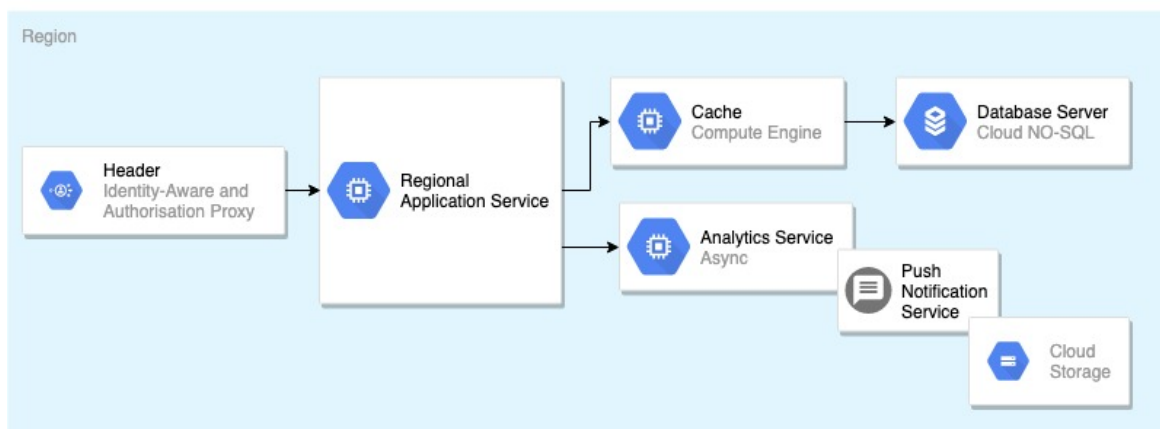 Region
Header
Identity-Aware and
Authorisation Proxy
Regional
Application Service
Cache
Compute Engine
Database Server
Cloud NO-SQL
Analytics Service
Async
Push
Notification
Service
Cloud
Storage